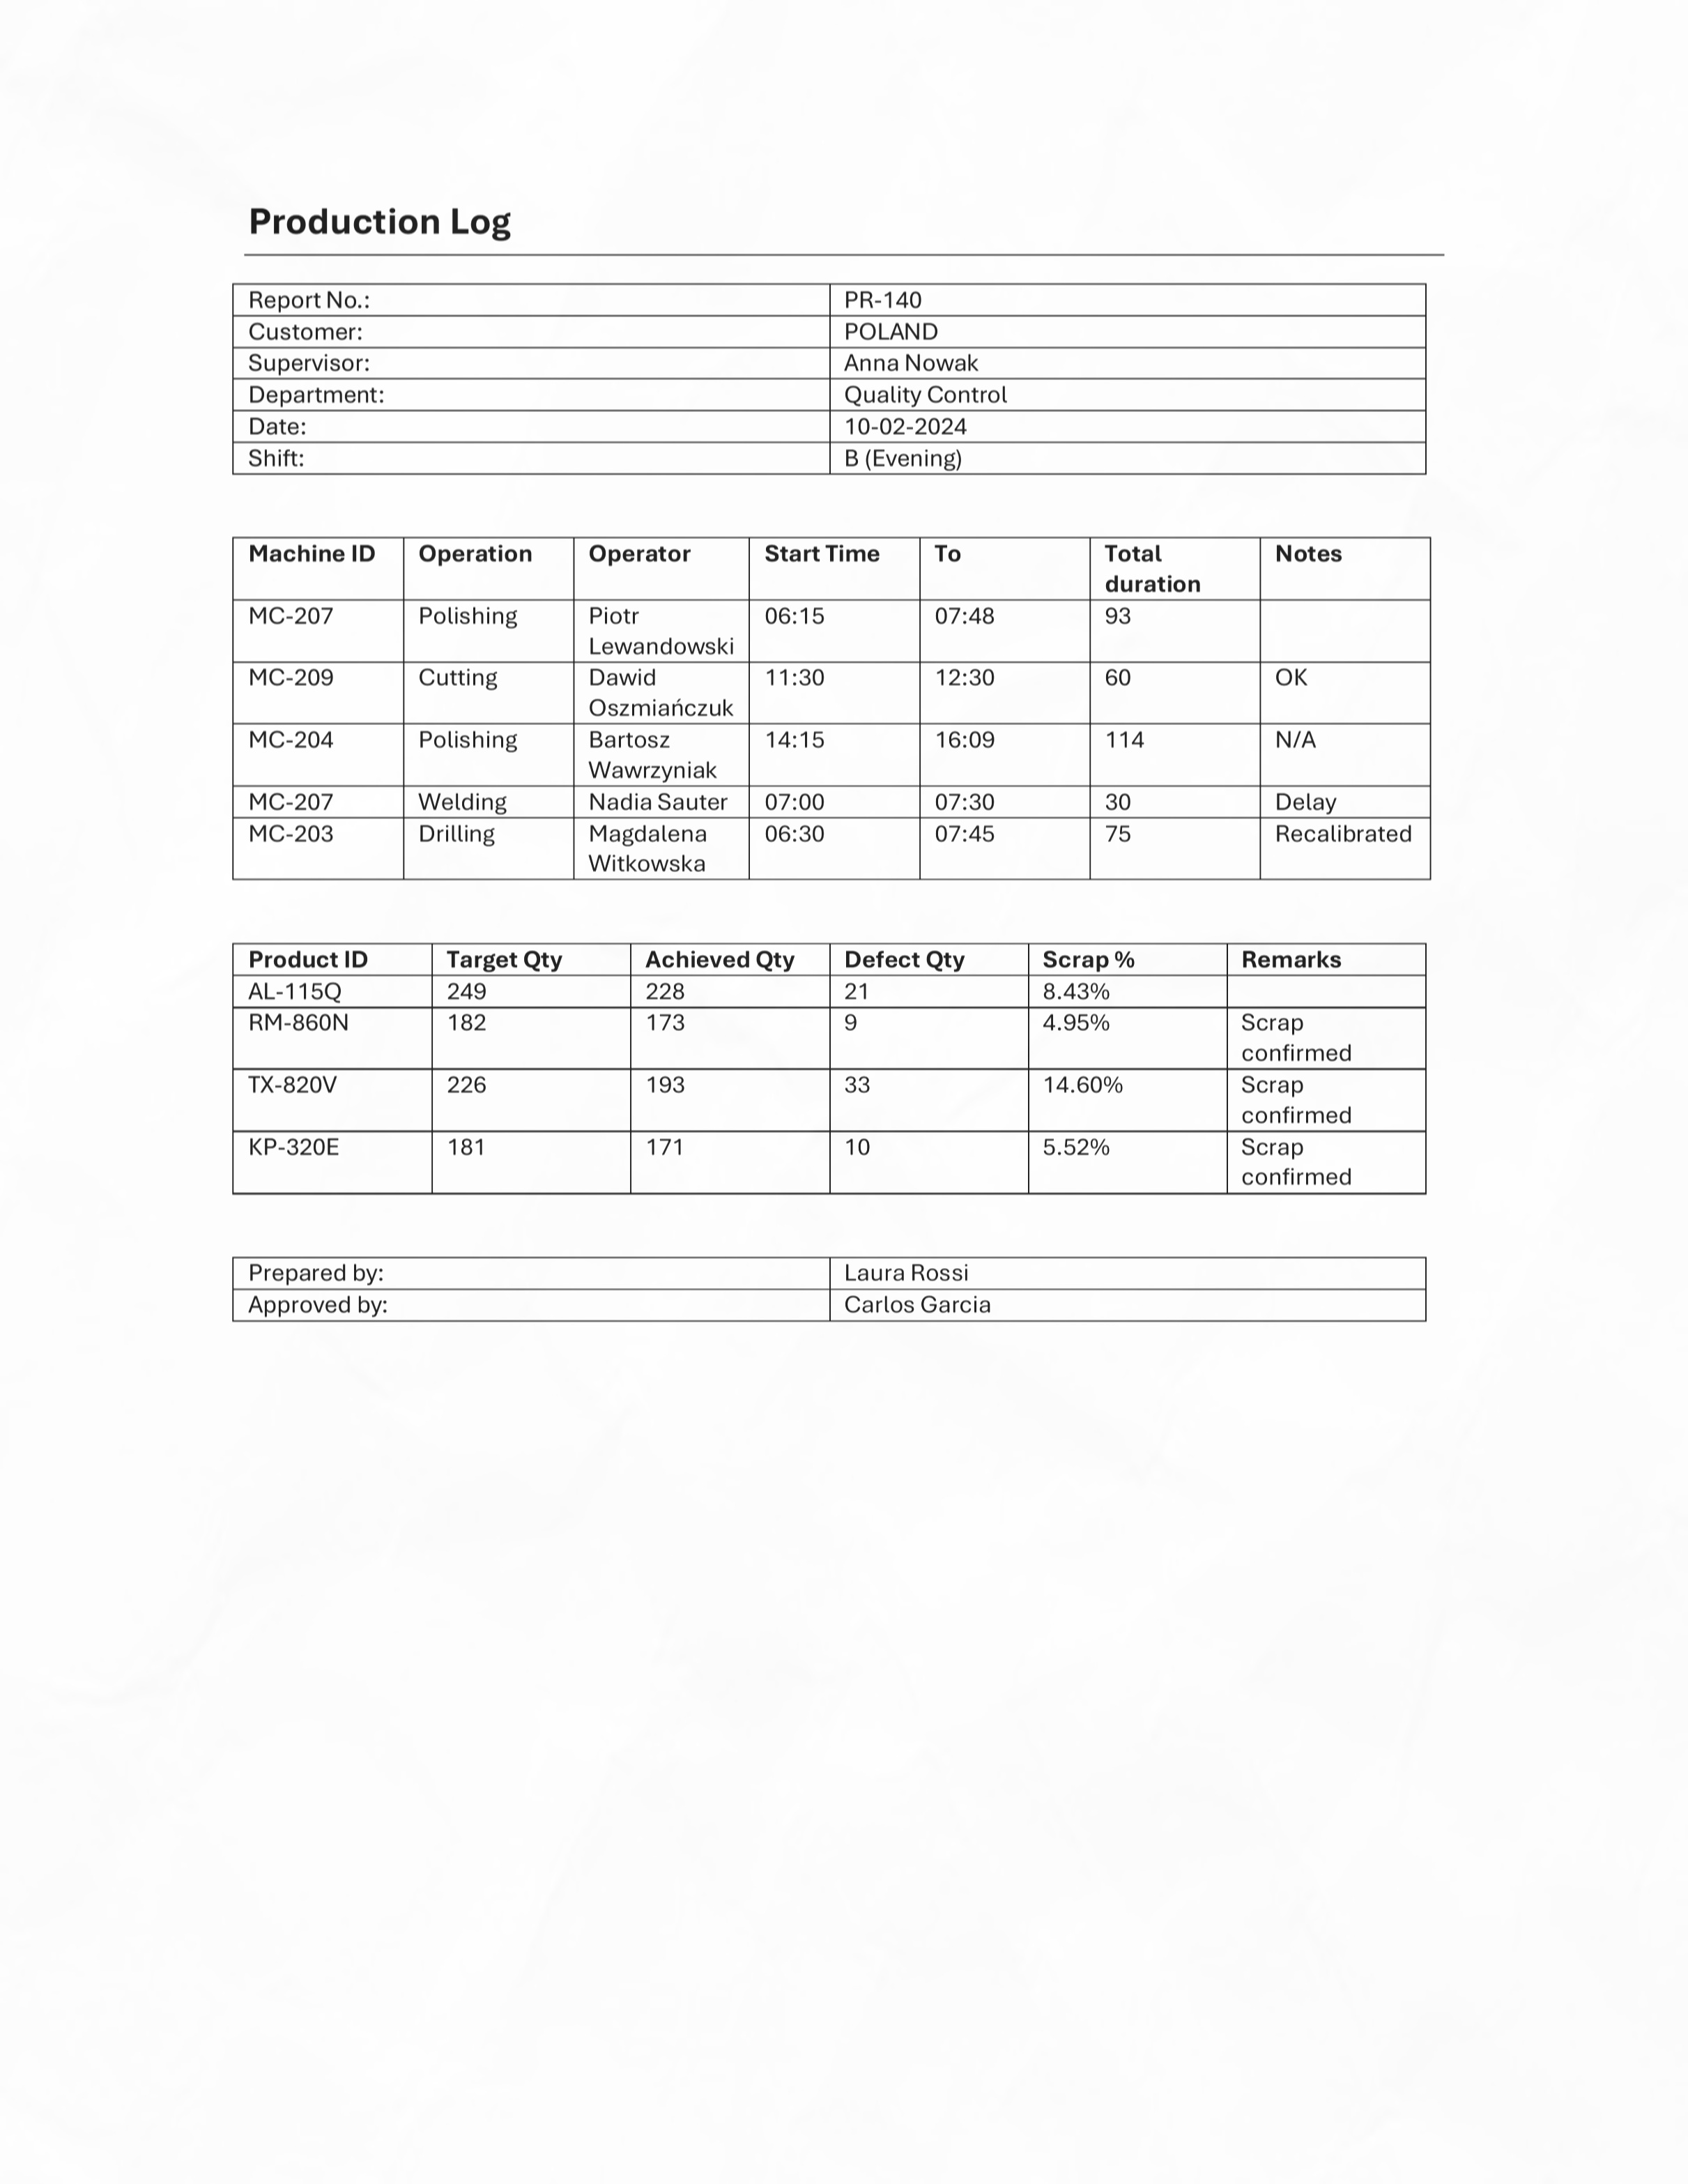 Production Log
Report No.: PR-140
Customer: POLAND
Supervisor: Anna Nowak
Department: Quality Control
Date: 10-02-2024
Shift: B (Evening)
Machine ID Operation Operator Start Time To Total duration Notes
MC-207 Polishing Piotr Lewandowski 06:15 07:48 93
MC-209 Cutting Dawid Oszmiańczuk 11:30 12:30 60 OK
MC-204 Polishing Bartosz Wawrzyniak 14:15 16:09 114 N/A
MC-207 Welding Nadia Sauter 07:00 07:30 30 Delay
MC-203 Drilling Magdalena Witkowska 06:30 07:45 75 Recalibrated
Product ID Target Qty Achieved Qty Defect Qty Scrap % Remarks
AL-115Q 249 228 21 8.43%
RM-860N 182 173 9 4.95% Scrap confirmed
TX-820V 226 193 33 14.60% Scrap confirmed
KP-320E 181 171 10 5.52% Scrap confirmed
Prepared by: Laura Rossi
Approved by: Carlos Garcia